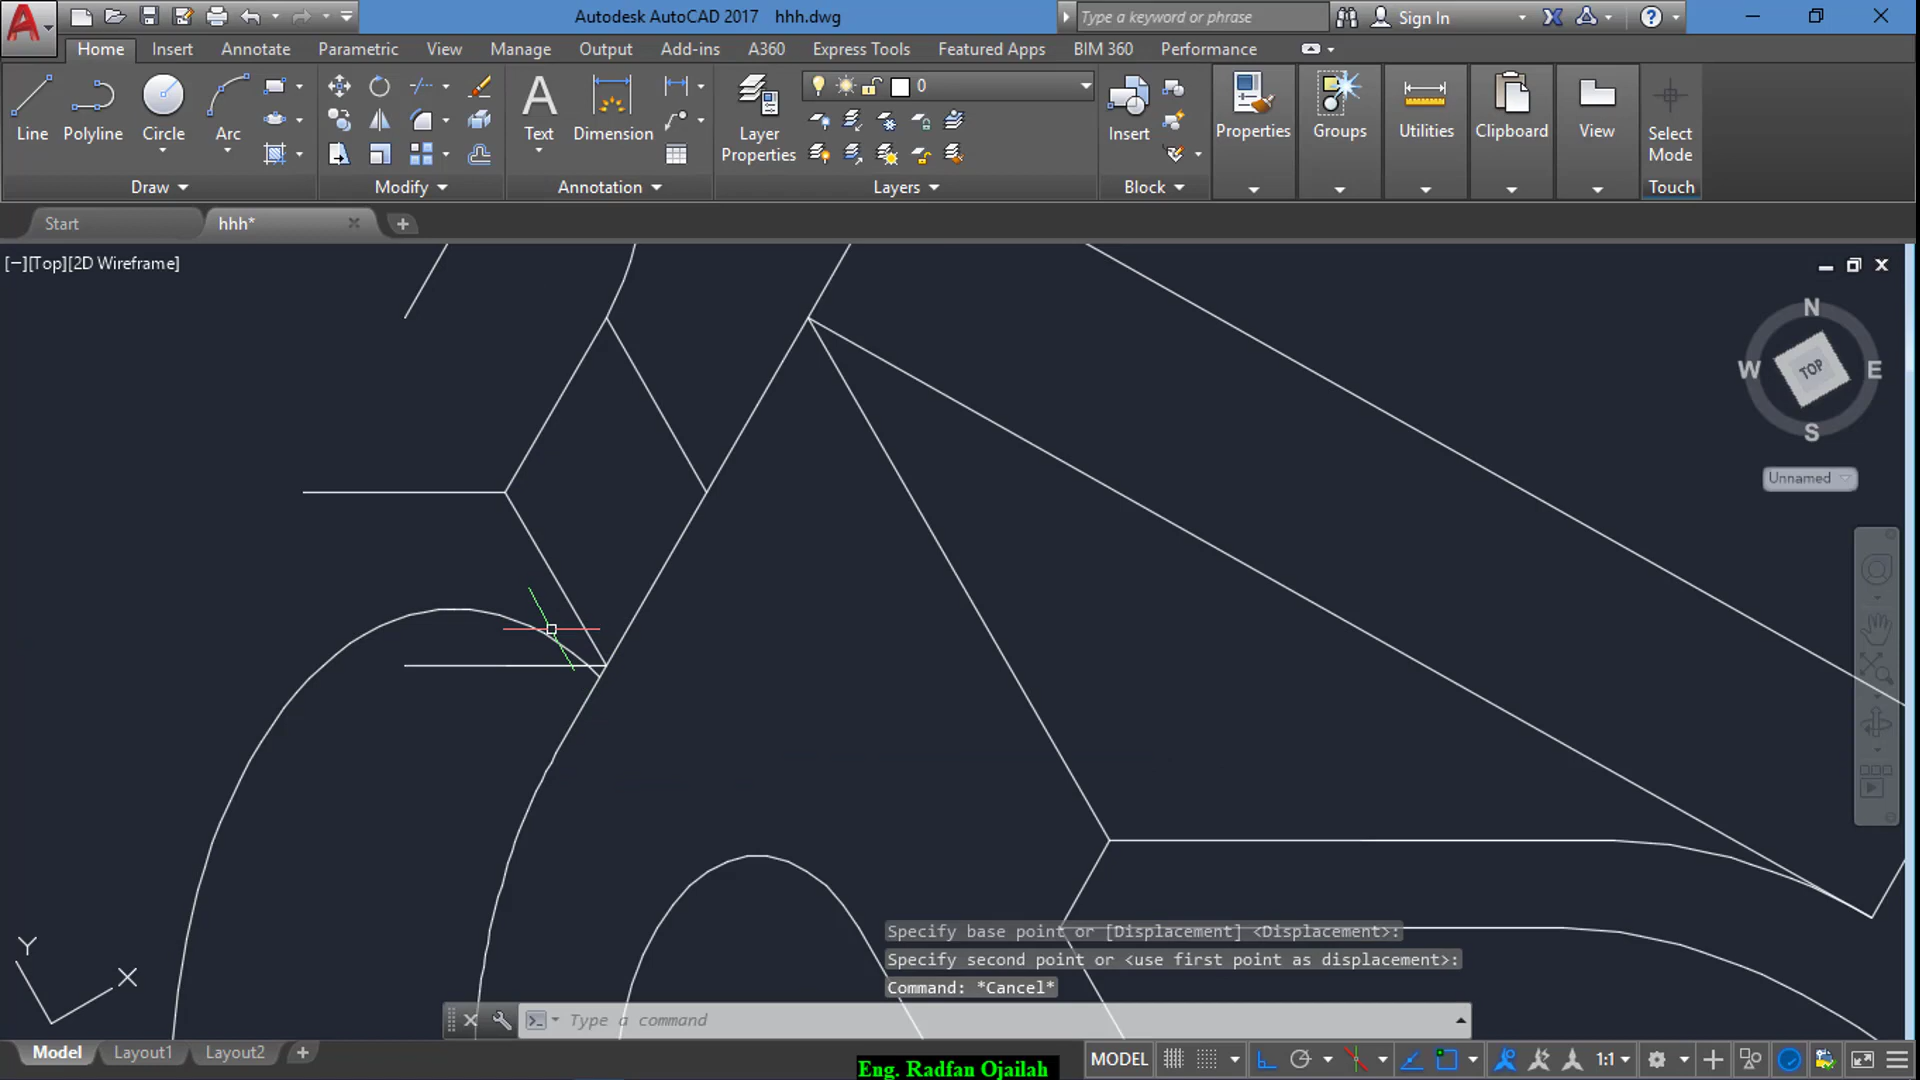 Autodesk AutoCAD 2017 hhh.dwg
Type a keyword or phrase
Sign In
Home Insert Annotate Parametric View Manage Output Add-ins A360 Express Tools Featured Apps BIM 360 Performance
Line Polyline Circle Arc
Text Dimension
Layer Properties
0
Insert
Properties Groups Utilities Clipboard View
Select Mode
Draw Modify Annotation Layers Block Touch
Start hhh*
[−][Top][2D Wireframe]
N
W TOP E
S
Unnamed
Y
X
Specify base point or [Displacement] <Displacement>:
Specify second point or <use first point as displacement>:
Command: *Cancel*
Type a command
Model Layout1 Layout2
MODEL
1:1
Eng. Radfan Ojailah